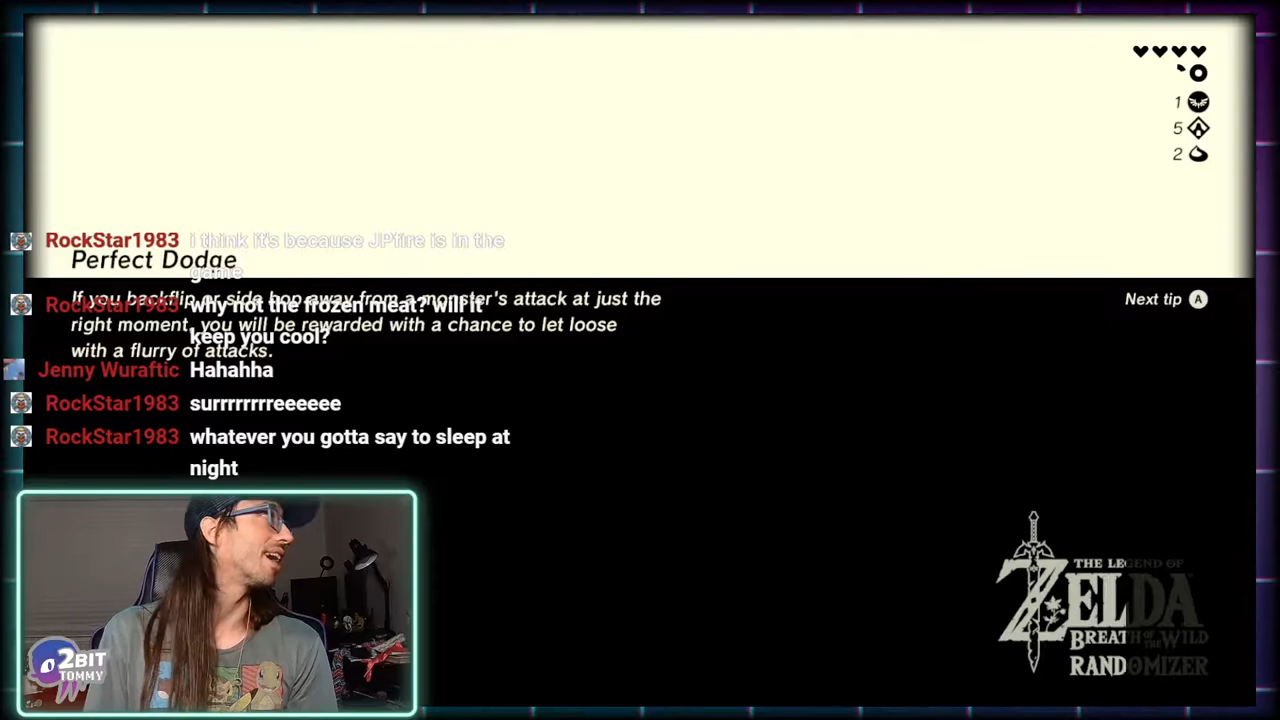 1
5
2
RockStar1983 i think it's because JPfire is in the
game
Perfect Dodge
If you backflip or side hop away from a monster's attack at just the
right moment, you will be rewarded with a chance to let loose
with a flurry of attacks.
Next tip A
RockStar1983 why not the frozen meat? will it
keep you cool?
Jenny Wuraftic Hahahha
RockStar1983 surrrrrrreeeeee
RockStar1983 whatever you gotta say to sleep at
night
2BIT
TOMMY
THE LEGEND OF
ZELDA
BREATH OF THE WILD
RANDOMIZER